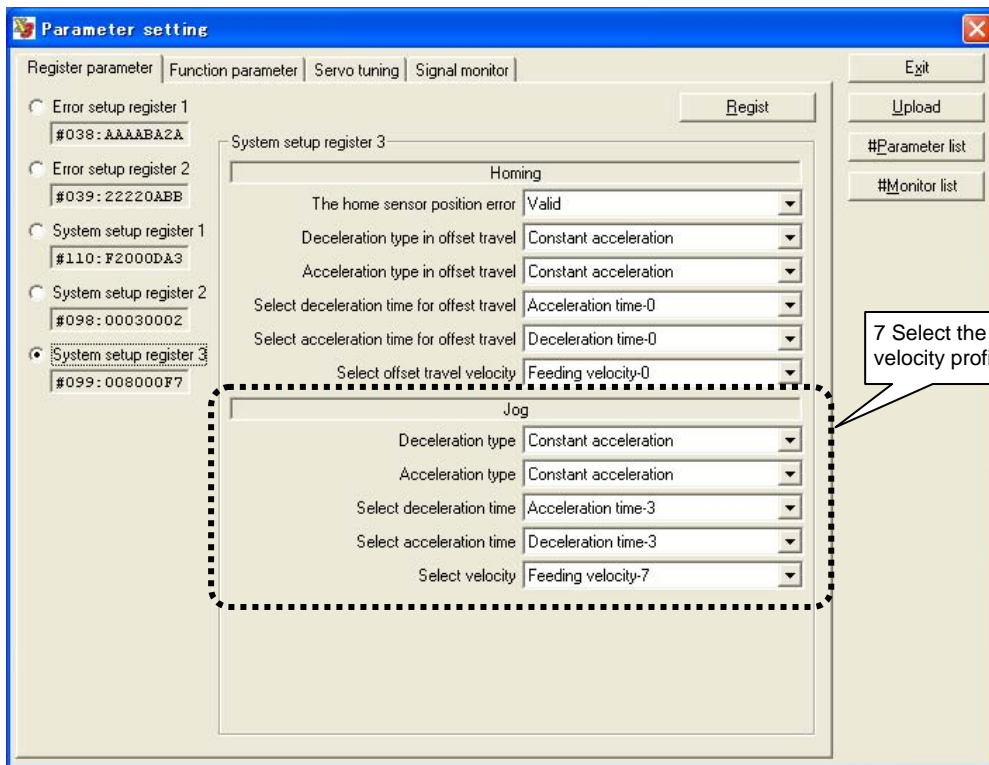 Parameter setting
Register parameter Function parameter Servo tuning Signal monitor
Exit
Upload
#Parameter list
#Monitor list
Regist
Error setup register 1
#038:AAAABA2A
Error setup register 2
#039:22220ABB
System setup register 1
#110:F2000DA3
System setup register 2
#098:00030002
System setup register 3
#099:008000F7
System setup register 3
Homing
The home sensor position error Valid
Deceleration type in offset travel Constant acceleration
Acceleration type in offset travel Constant acceleration
Select deceleration time for offest travel Acceleration time-0
Select acceleration time for offest travel Deceleration time-0
Select offset travel velocity Feeding velocity-0
Jog
Deceleration type Constant acceleration
Acceleration type Constant acceleration
Select deceleration time Acceleration time-3
Select acceleration time Deceleration time-3
Select velocity Feeding velocity-7
7 Select the
velocity profi